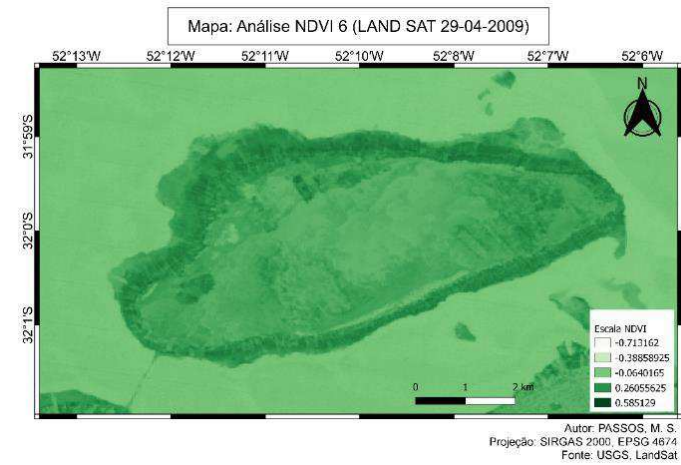 Mapa: Análise NDVI 6 (LAND SAT 29-04-2009)
52°13'W 52°12'W 52°11'W 52°10'W 52°8'W 52°7'W 52°6'W
N
31°59'S
32°0'S
32°1'S
Escala NDVI
-0.713162
-0.38858925
-0.0640165
0.26055625
0.585129
0 1 2 km
Autor: PASSOS, M. S.
Projeção: SIRGAS 2000, EPSG 4674
Fonte: USGS, LandSat